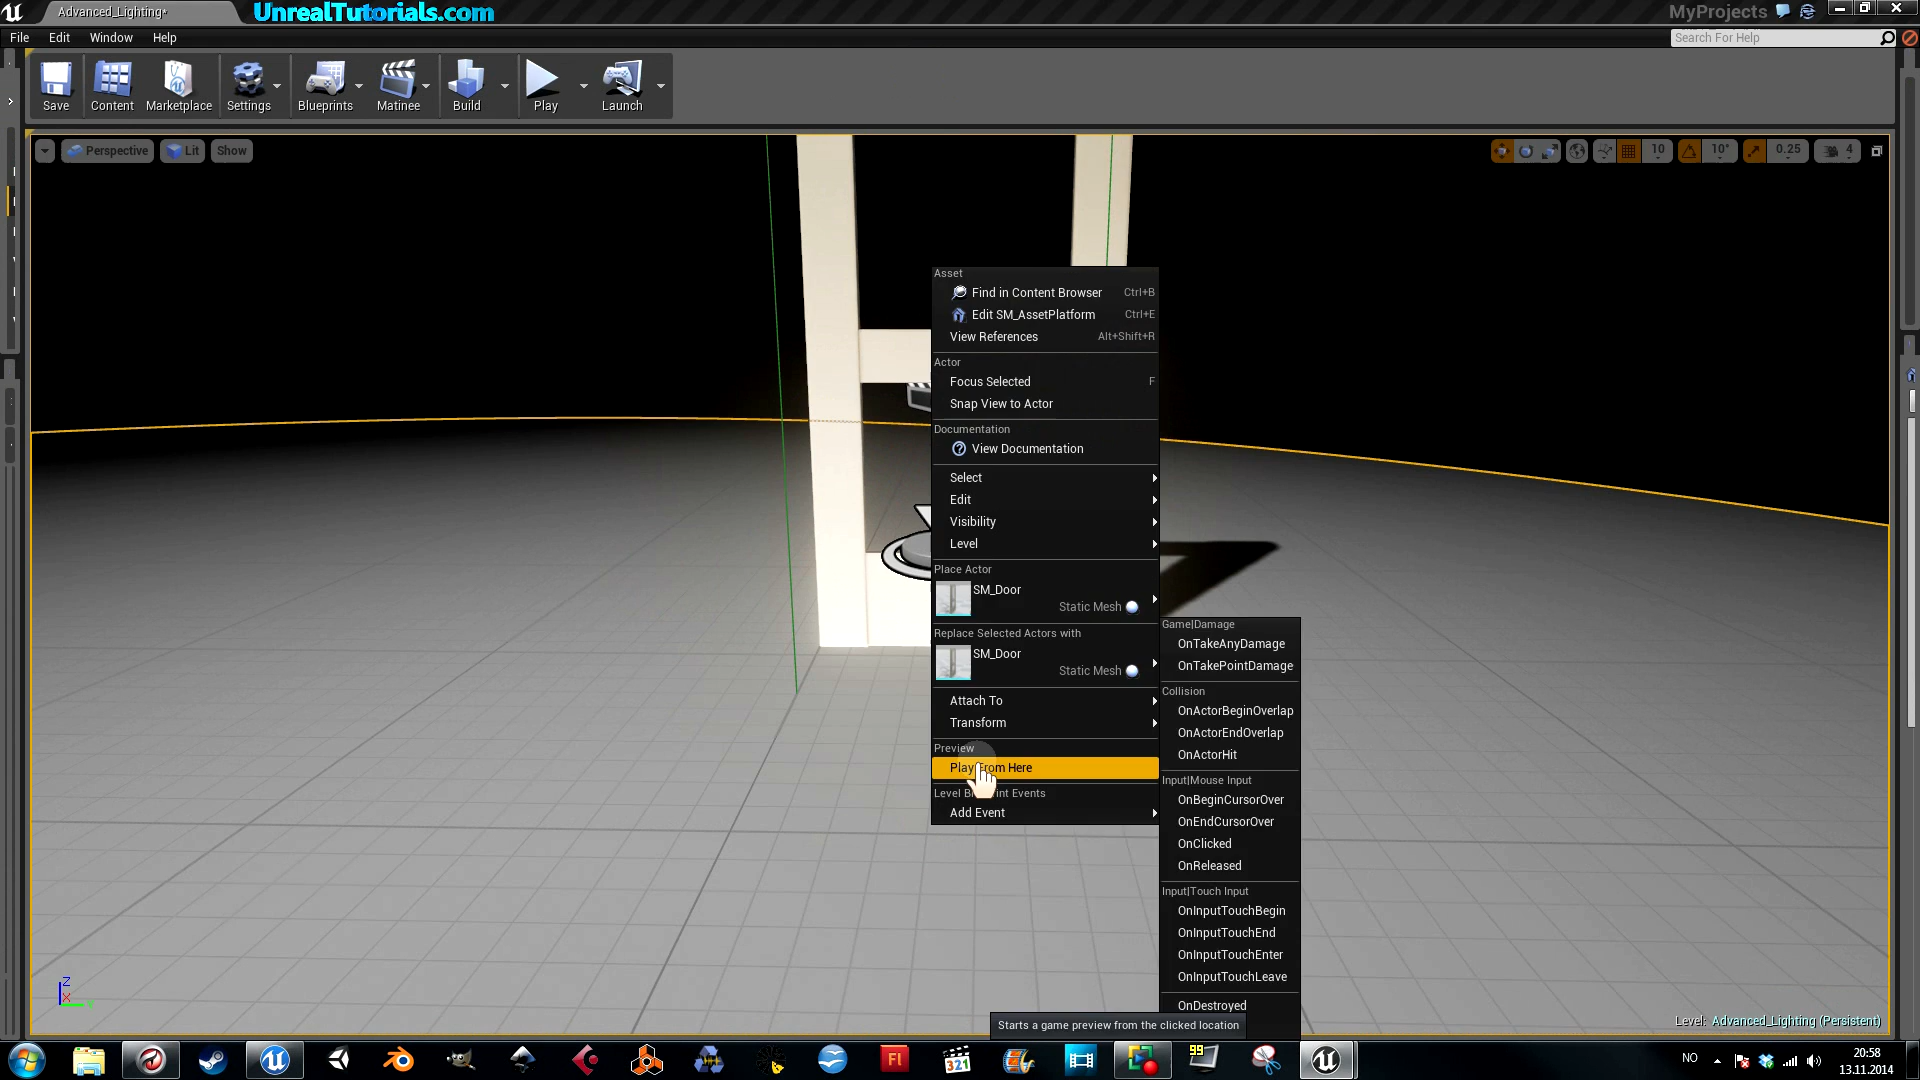 Advanced_Lighting*
UnrealTutorials.com
MyProjects
File Edit Window Help
Search For Help
Save Content Marketplace Settings Blueprints Matinee Build Play Launch
Perspective Lit Show
10 10° 0.25 4
Asset
Find in Content Browser Ctrl+B
Edit SM_AssetPlatform Ctrl+E
View References Alt+Shift+R
Actor
Focus Selected F
Snap View to Actor
Documentation
View Documentation
Select
Edit
Visibility
Level
Place Actor
SM_Door
Static Mesh
Replace Selected Actors with
SM_Door
Static Mesh
Attach To
Transform
Preview
Play From Here
Level Blueprint Events
Add Event
Game|Damage
OnTakeAnyDamage
OnTakePointDamage
Collision
OnActorBeginOverlap
OnActorEndOverlap
OnActorHit
Input|Mouse Input
OnBeginCursorOver
OnEndCursorOver
OnClicked
OnReleased
Input|Touch Input
OnInputTouchBegin
OnInputTouchEnd
OnInputTouchEnter
OnInputTouchLeave
OnDestroyed
Starts a game preview from the clicked location
Level: Advanced_Lighting (Persistent)
Z
X
Fl
321
99
NO
20:58
13.11.2014